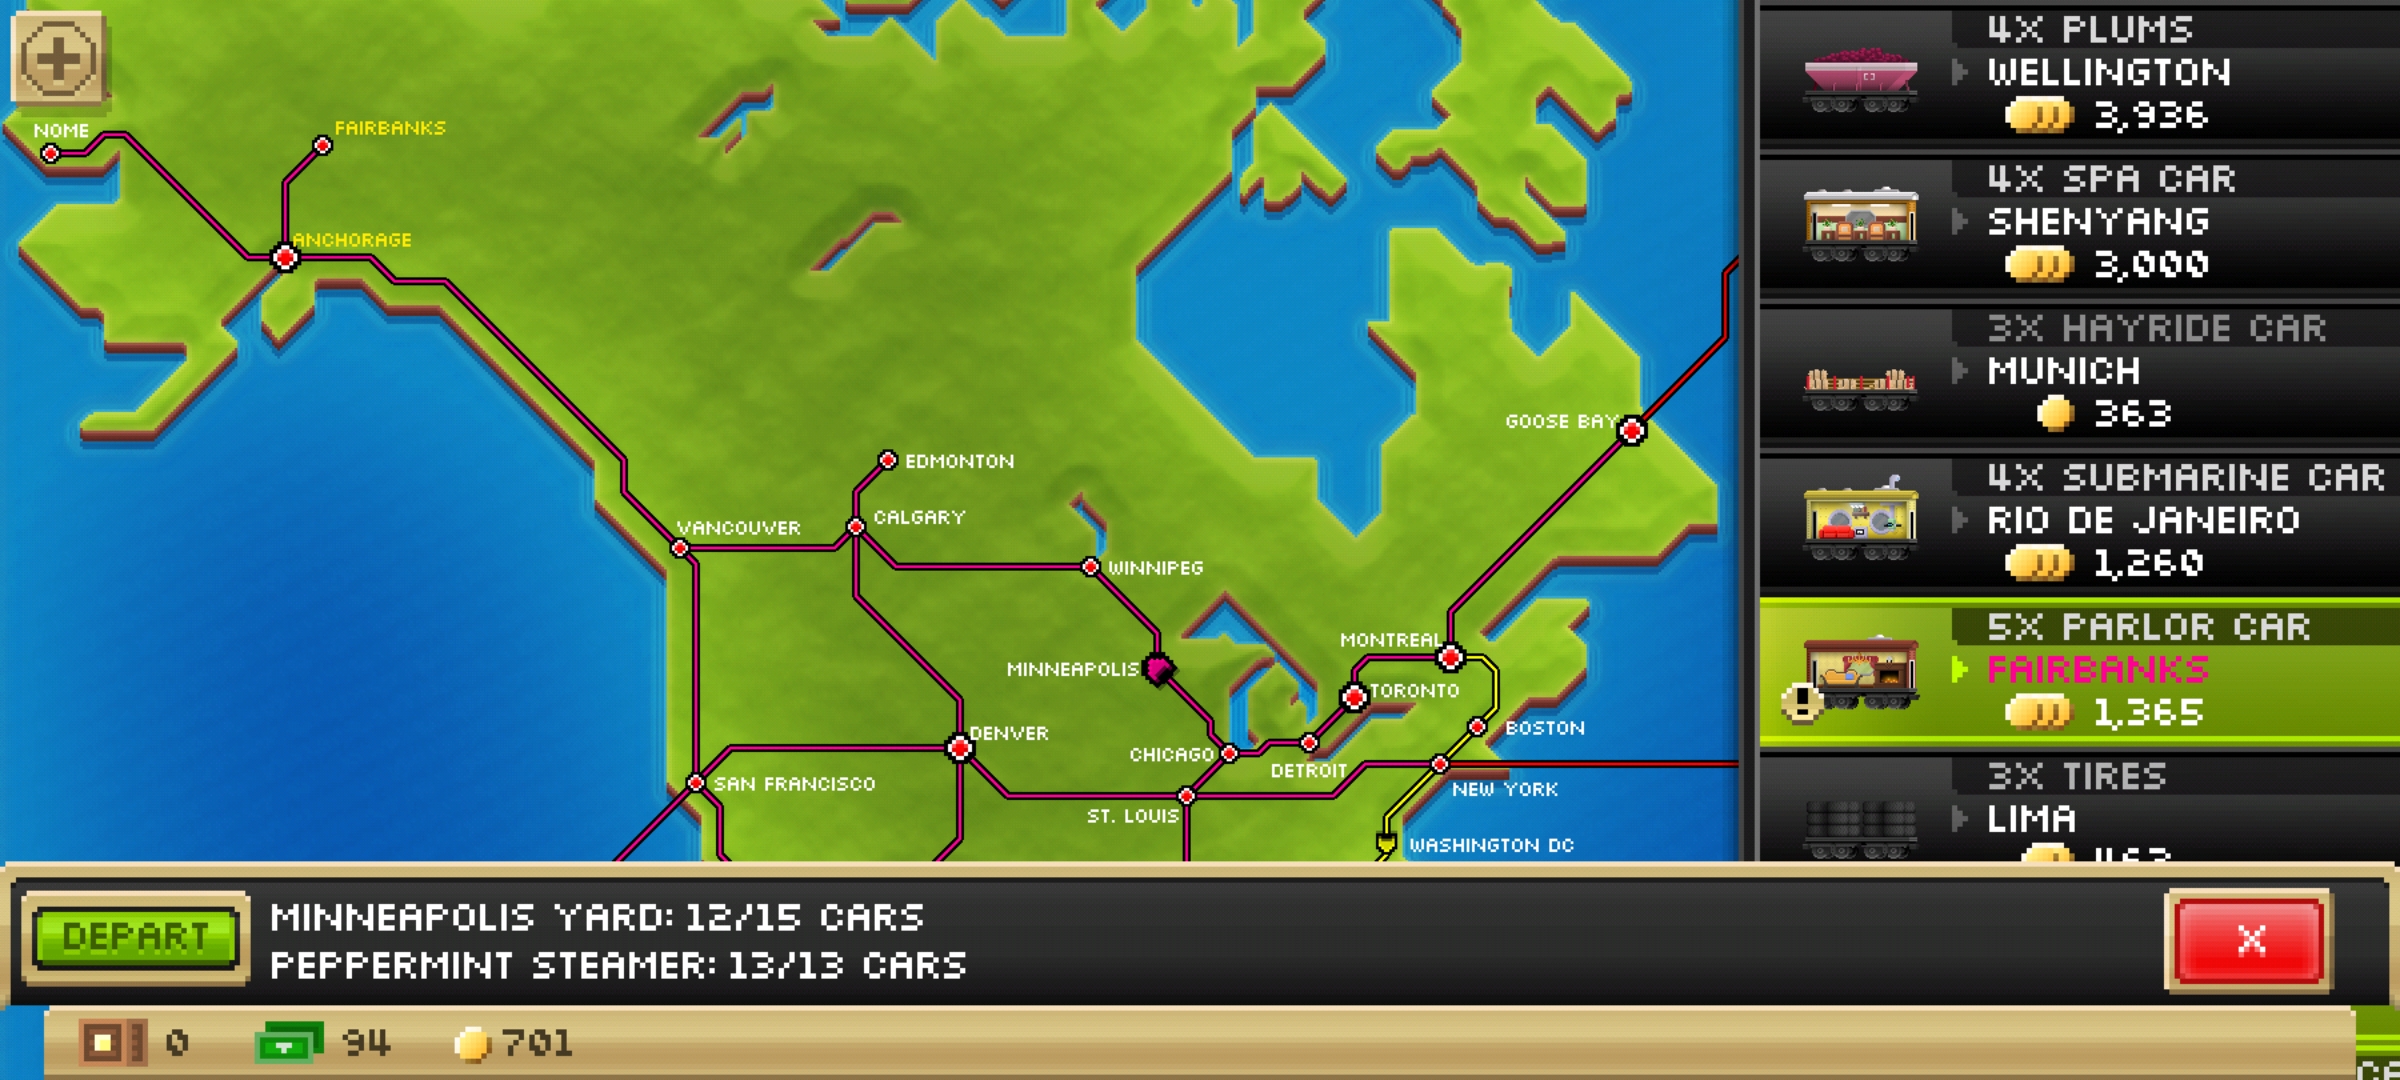 NOME
FAIRBANKS
ANCHORAGE
EDMONTON
CALGARY
VANCOUVER
WINNIPEG
GOOSE BAY
MONTREAL
MINNEAPOLIS
TORONTO
BOSTON
DENVER
CHICAGO
DETROIT
SAN FRANCISCO
NEW YORK
ST. LOUIS
WASHINGTON DC
4X PLUMS
WELLINGTON
3,936
4X SPA CAR
SHENYANG
3,000
3X HAYRIDE CAR
MUNICH
363
4X SUBMARINE CAR
RIO DE JANEIRO
1,260
5X PARLOR CAR
FAIRBANKS
1,365
3X TIRES
LIMA
DEPART
MINNEAPOLIS YARD: 12/15 CARS
PEPPERMINT STEAMER: 13/13 CARS
X
0
94
701